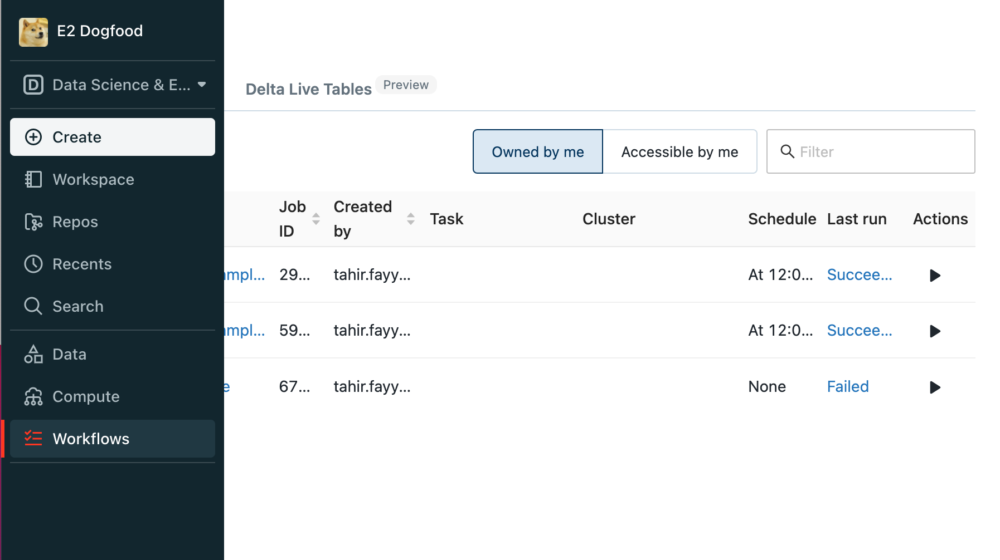 E2 Dogfood
Data Science & E...
Create
Workspace
Repos
Recents
Search
Data
Compute
Workflows
Delta Live Tables Preview
Owned by me Accessible by me Filter
Job ID Created by Task Cluster Schedule Last run Actions
mpl... 29... tahir.fayy... At 12:0... Succee...
mpl... 59... tahir.fayy... At 12:0... Succee...
e 67... tahir.fayy... None Failed